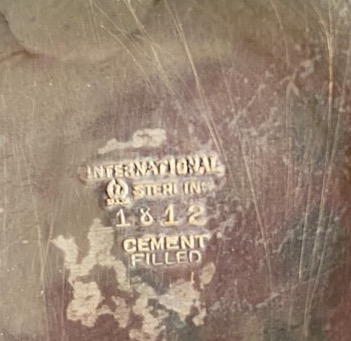 INTERNATIONAL
STERLING
1812
CEMENT
FILLED